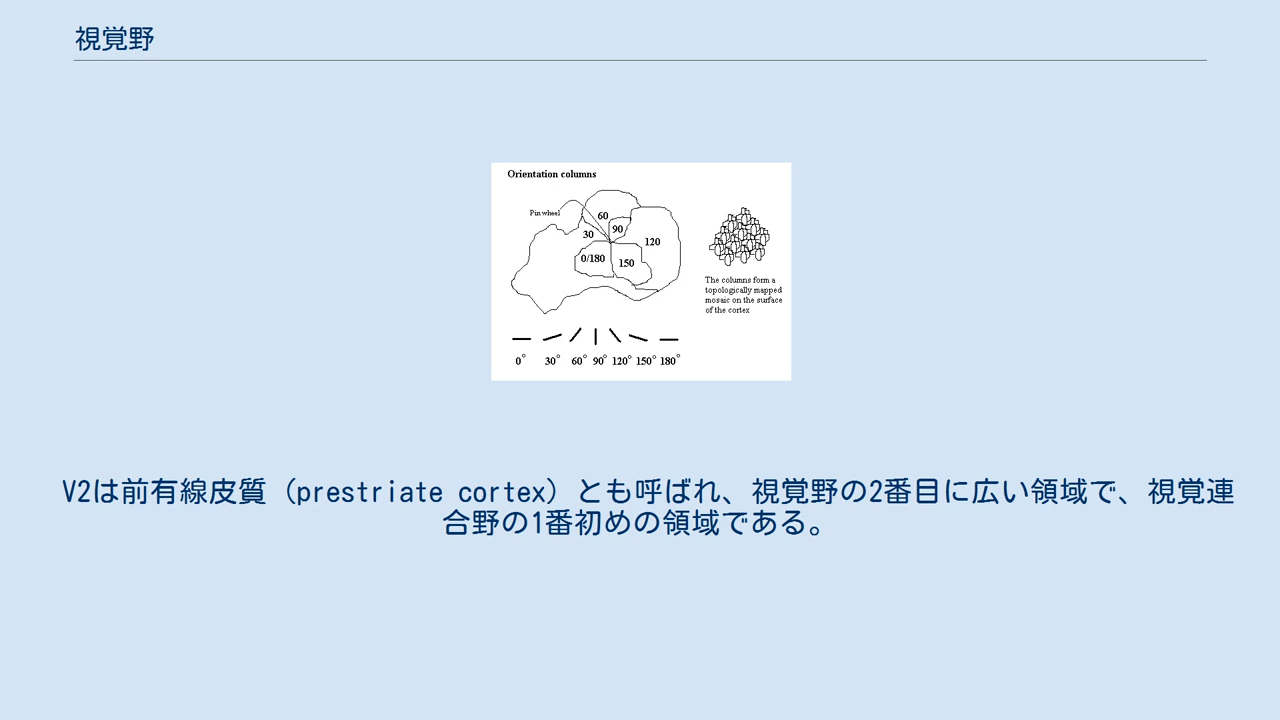 視覚野
Orientation columns
Pin wheel
60
90
30
120
0/180
150
The columns form a
topologically mapped
mosaic on the surface
of the cortex
0° 30° 60° 90° 120° 150° 180°
V2は前有線皮質（prestriate cortex）とも呼ばれ、視覚野の2番目に広い領域で、視覚連
合野の1番初めの領域である。